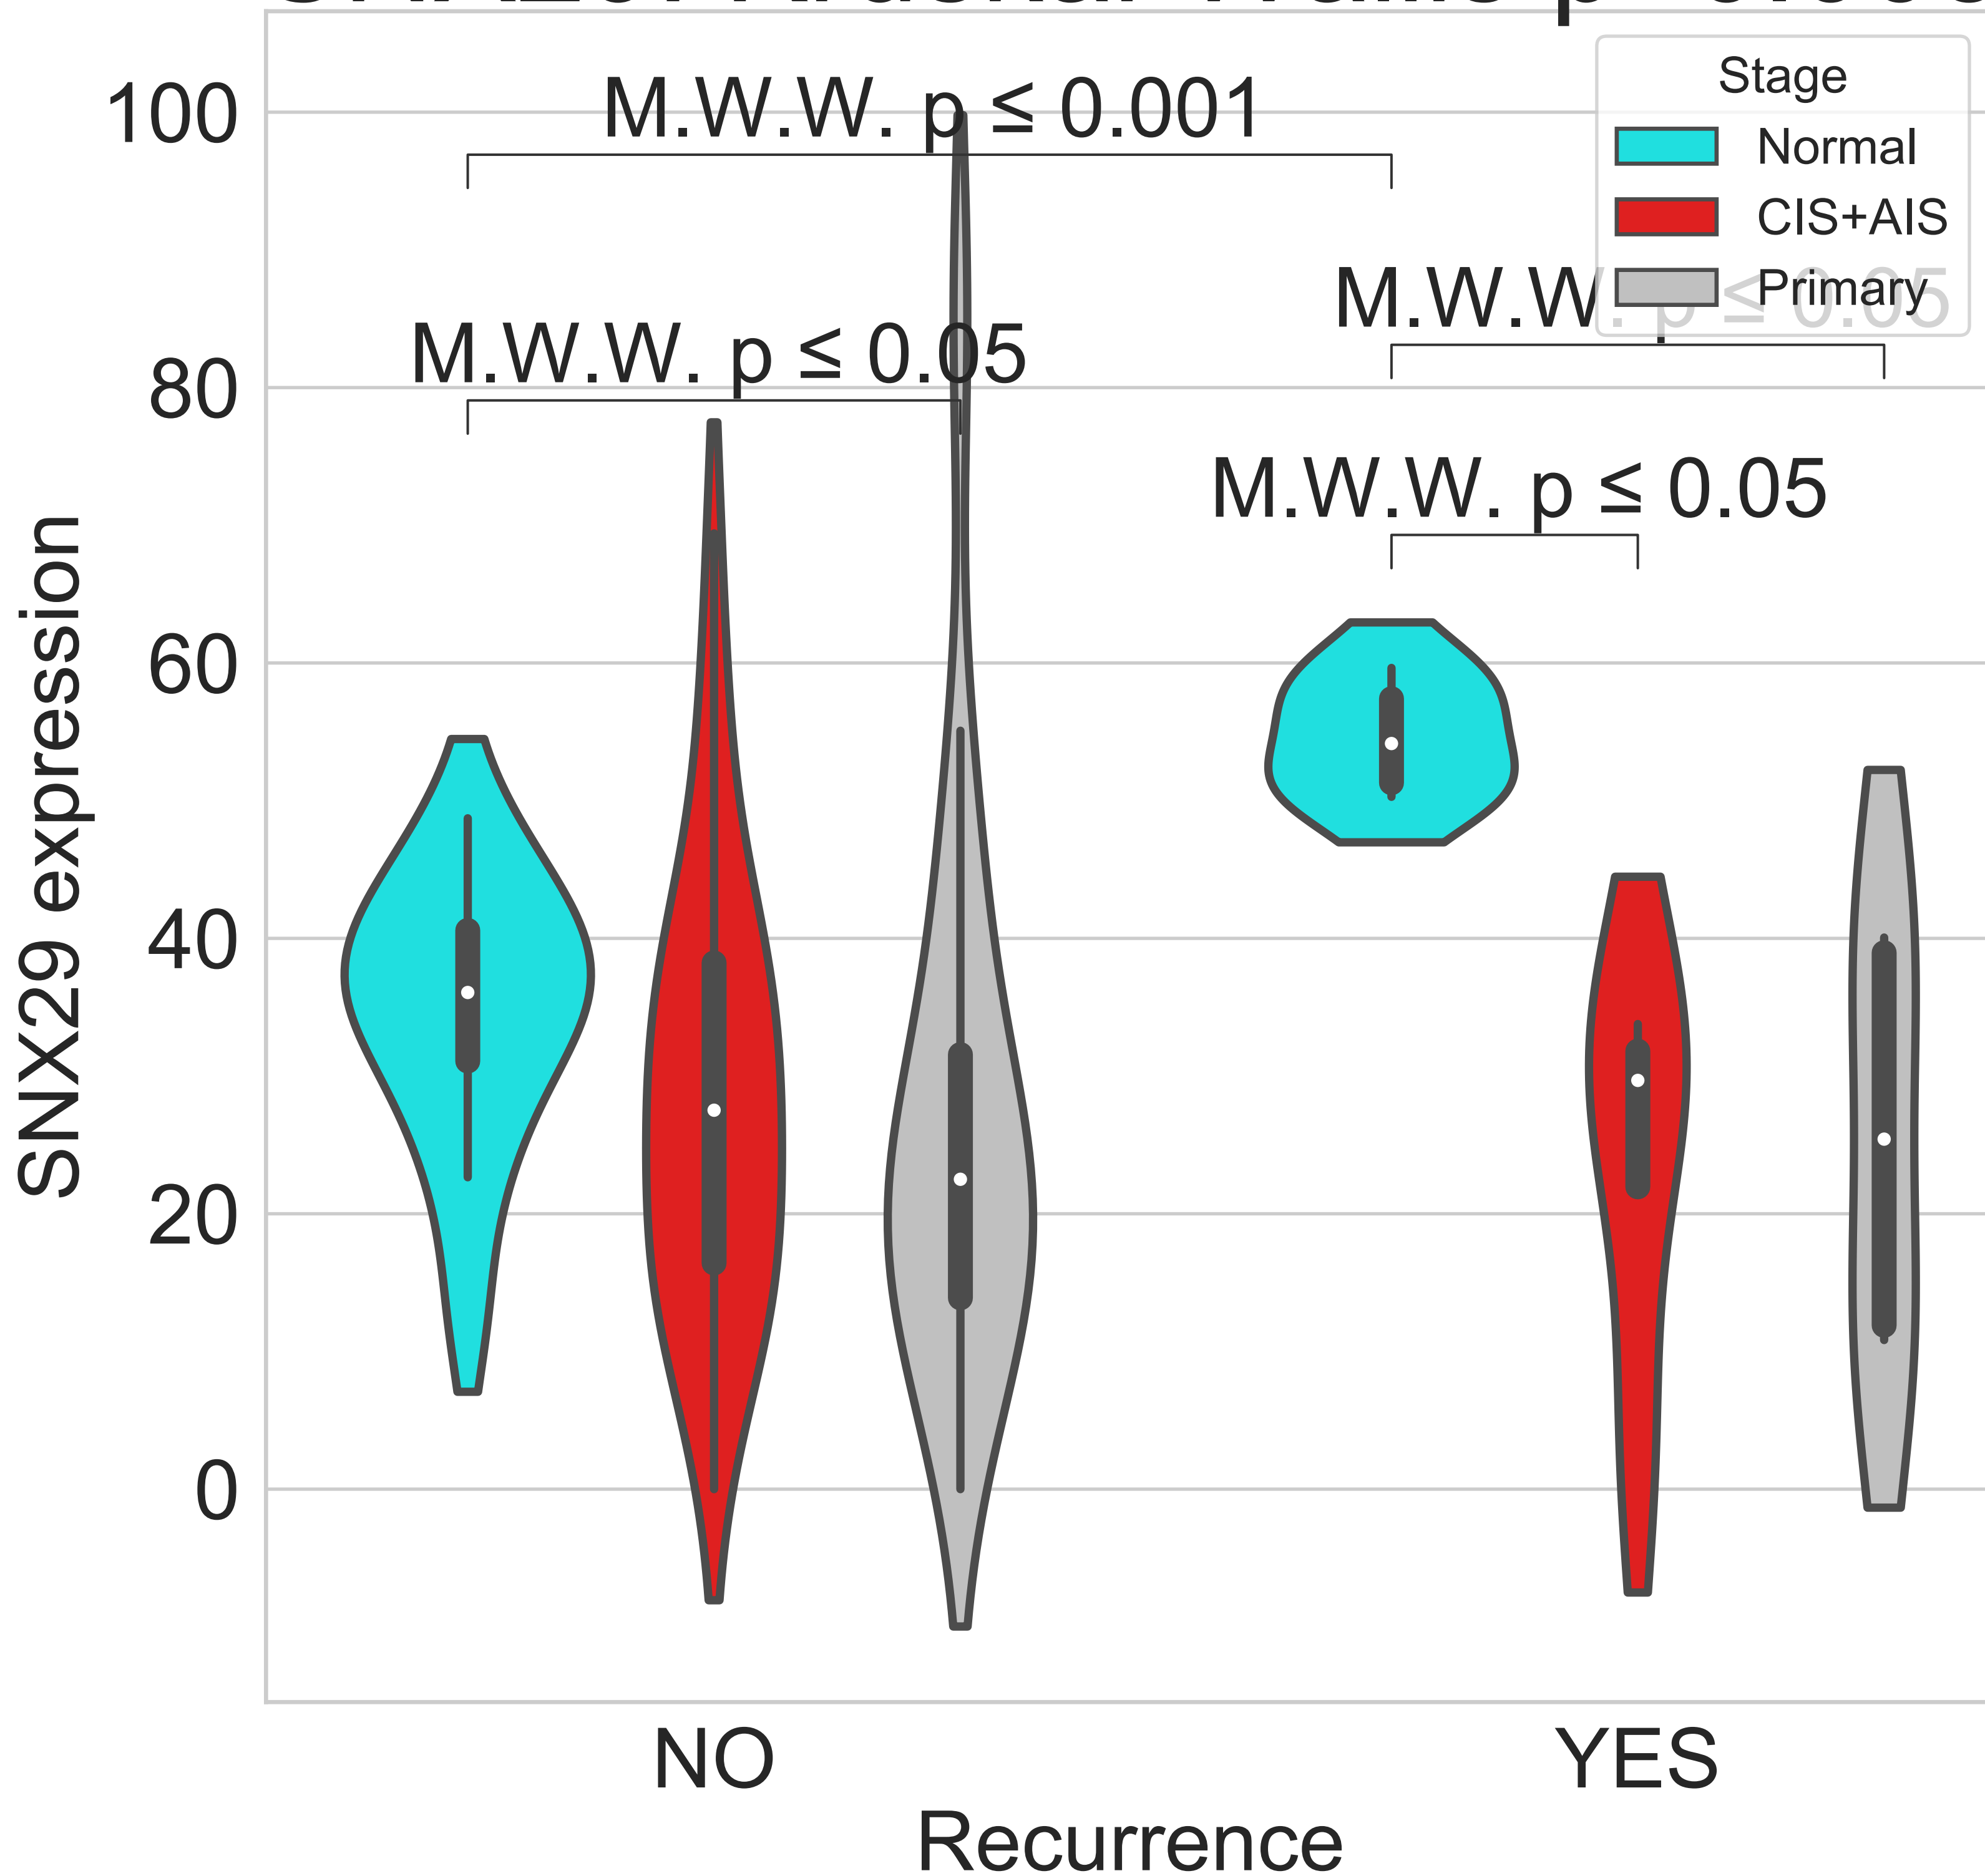 100
80
60
40
20
0
SNX29 expression
M.W.W. p ≤ 0.001
M.W.W. p ≤ 0.05
M.W.W. p ≤ 0.05
M.W.W. p ≤ 0.05
Stage
Normal
CIS+AIS
Primary
NO
YES
Recurrence